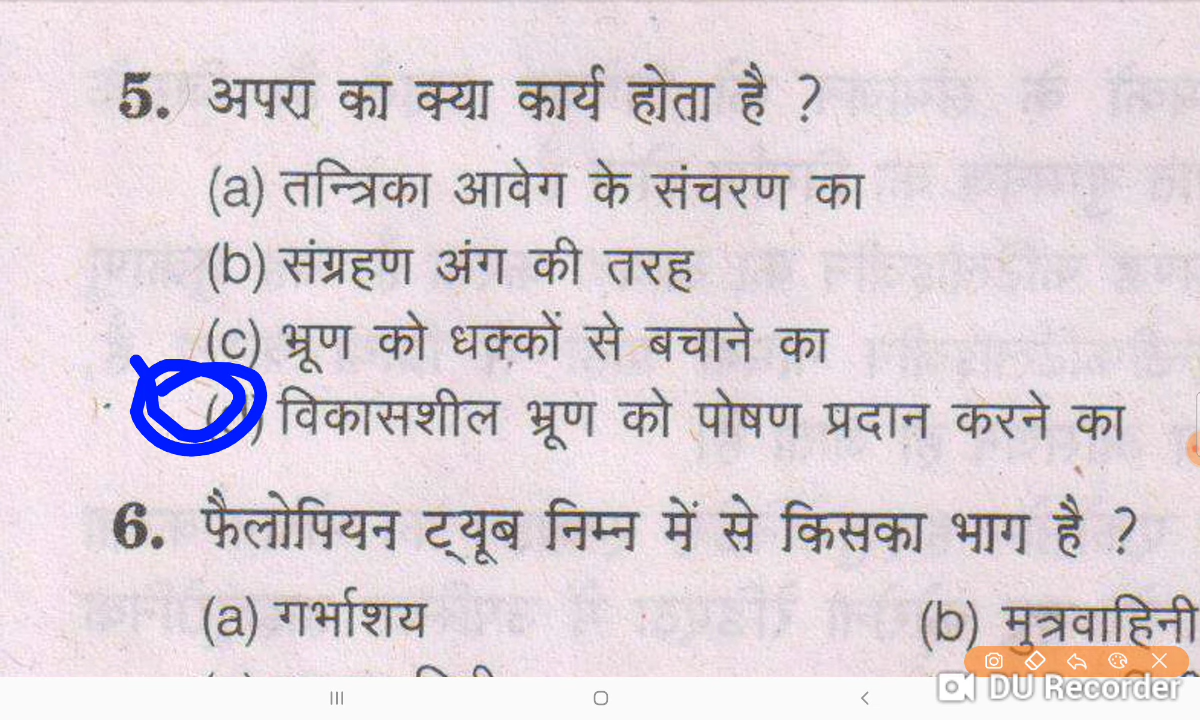 5. अपरा का क्या कार्य होता है ?
(a) तन्त्रिका आवेग के संचरण का
(b) संग्रहण अंग की तरह
(c) भ्रूण को धक्कों से बचाने का
विकासशील भ्रूण को पोषण प्रदान करने का
6. फैलोपियन ट्यूब निम्न में से किसका भाग है ?
(a) गर्भाशय (b) मुत्रवाहिनी
DU Recorder